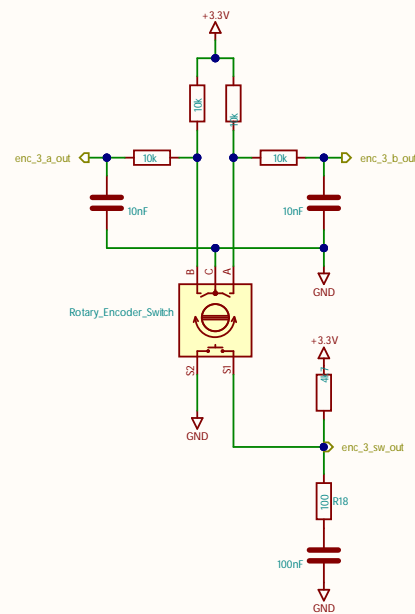 +3.3V
10k
10k
enc_3_a_out
10k
10k
enc_3_b_out
10nF
10nF
B
C
A
GND
Rotary_Encoder_Switch
S2
S1
+3.3V
GND
enc_3_sw_out
100
R18
100nF
GND